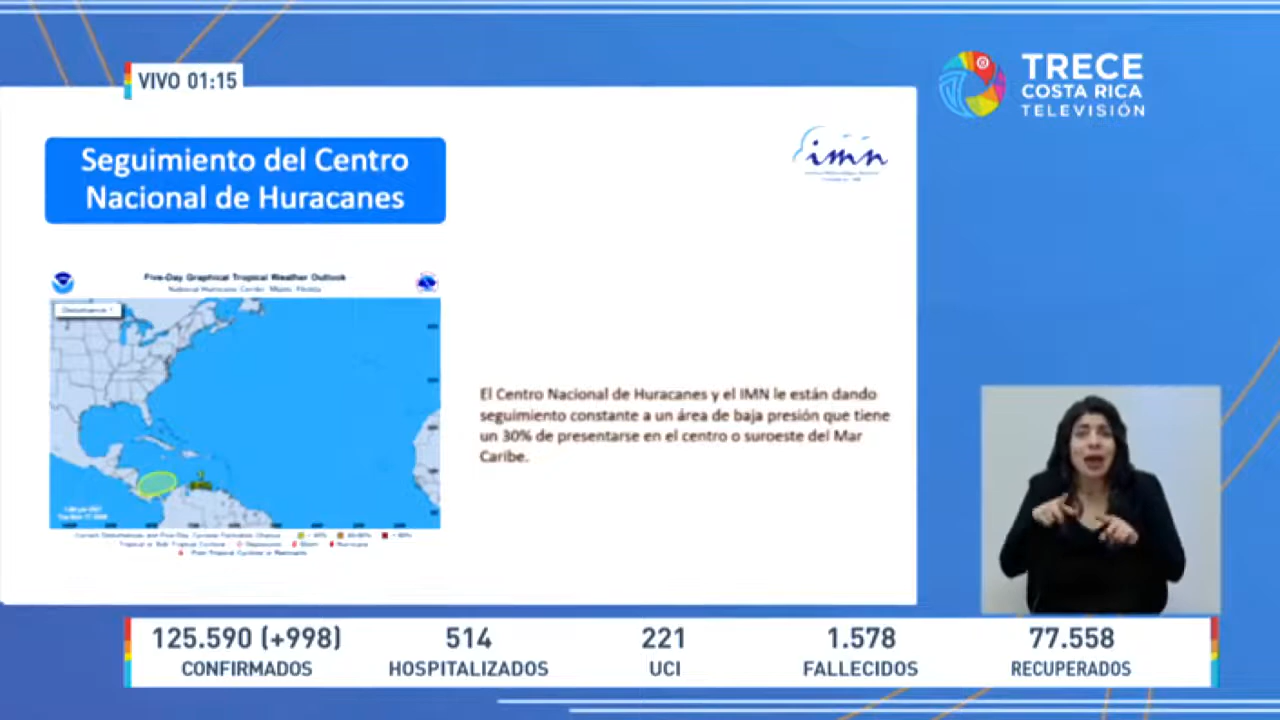 VIVO 01:15
TRECE
COSTA RICA
TELEVISIÓN
Seguimiento del Centro
Nacional de Huracanes
imn
Five-Day Graphical Tropical Weather Outlook
National Hurricane Center Miami, Florida
El Centro Nacional de Huracanes y el IMN le están dando
seguimiento constante a un área de baja presión que tiene
un 30% de presentarse en el centro o suroeste del Mar
Caribe.
125.590 (+998) 514 221 1.578 77.558
CONFIRMADOS HOSPITALIZADOS UCI FALLECIDOS RECUPERADOS